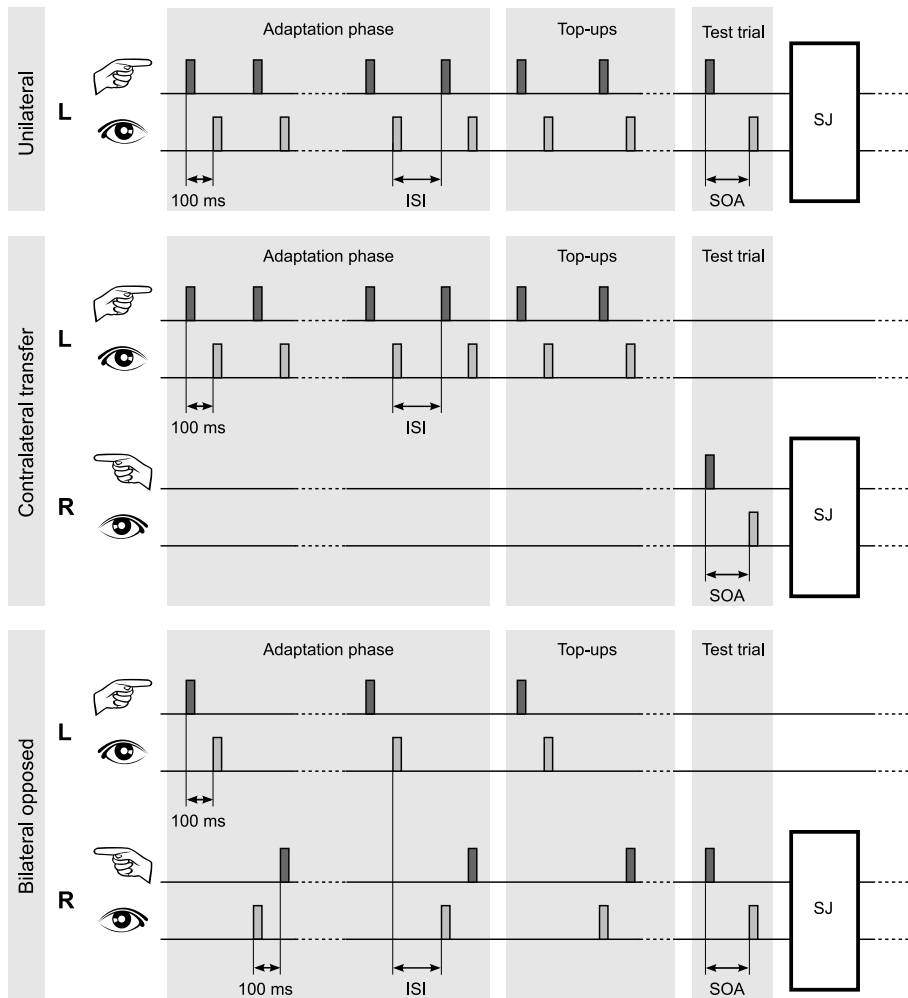 Unilateral
Adaptation phase
Top-ups
Test trial
L
SJ
100 ms
ISI
SOA
Contralateral transfer
Adaptation phase
Top-ups
Test trial
L
100 ms
ISI
R
SJ
SOA
Bilateral opposed
Adaptation phase
Top-ups
Test trial
L
100 ms
R
SJ
100 ms
ISI
SOA